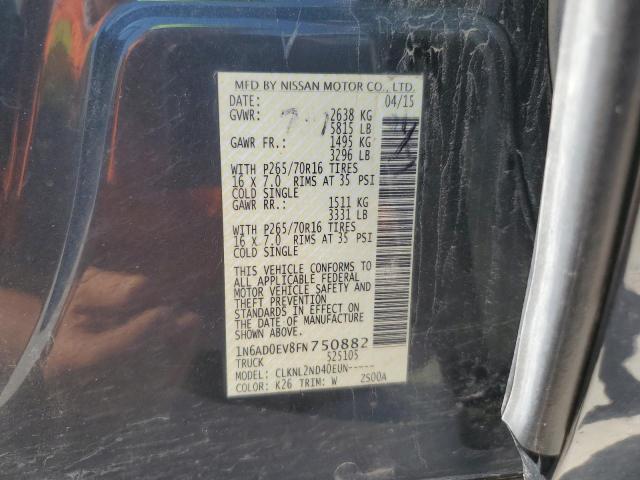 MFD BY NISSAN MOTOR CO., LTD.
DATE: 04/15
GVWR: 2638 KG
5815 LB
GAWR FR.: 1495 KG
3296 LB
WITH P265/70R16 TIRES
16 X 7.0 RIMS AT 35 PSI
COLD SINGLE
GAWR RR.: 1511 KG
3331 LB
WITH P265/70R16 TIRES
16 X 7.0 RIMS AT 35 PSI
COLD SINGLE
THIS VEHICLE CONFORMS TO
ALL APPLICABLE FEDERAL
MOTOR VEHICLE SAFETY AND
THEFT PREVENTION
STANDARDS IN EFFECT ON
THE DATE OF MANUFACTURE
SHOWN ABOVE.
1N6AD0EV8FN750882
TRUCK S25105
MODEL: CLKNL2ND40EUN-----
COLOR: K26 TRIM: W ZS00A